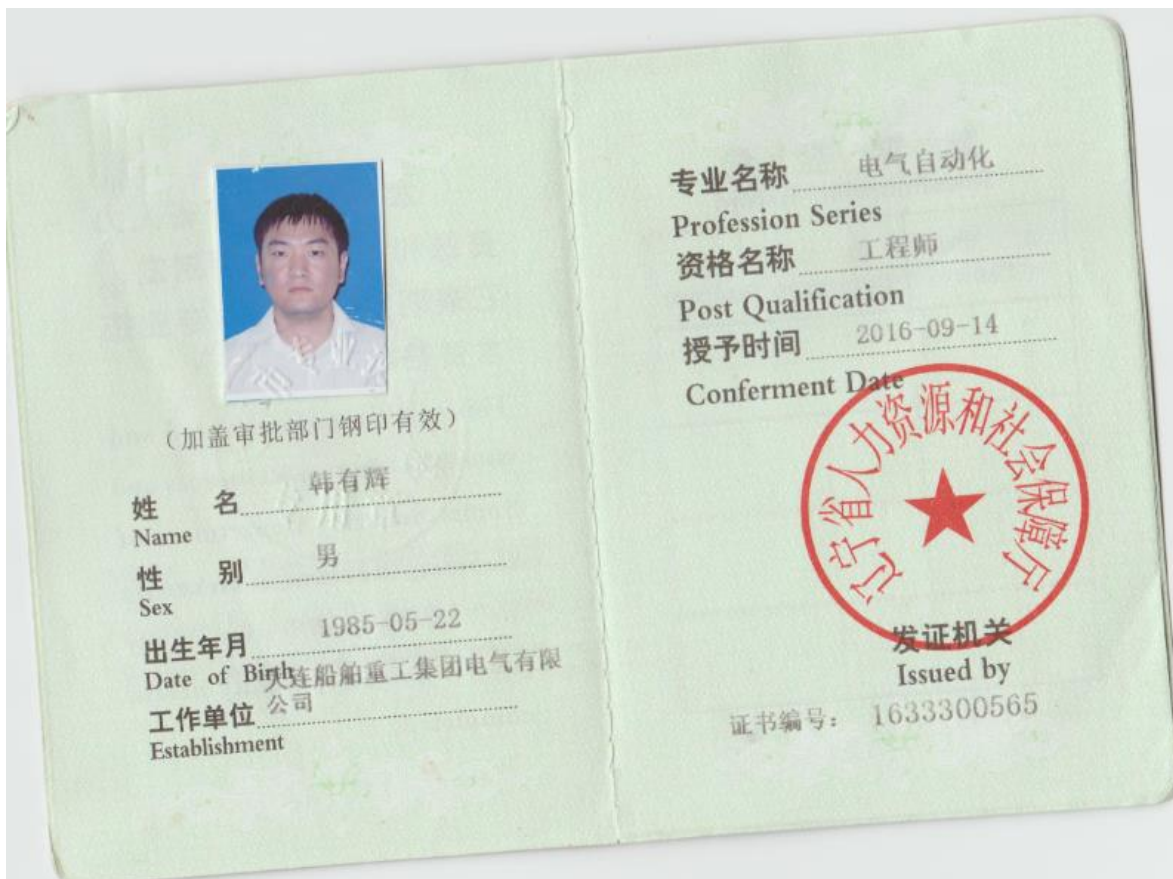 （加盖审批部门钢印有效）
姓 名 韩有辉
Name
性 别 男
Sex
出生年月 1985-05-22
Date of Birth
大连船舶重工集团电气有限
工作单位 公司
Establishment
专业名称 电气自动化
Profession Series
资格名称 工程师
Post Qualification
授予时间 2016-09-14
Conferment Date
辽宁省人力资源和社会保障厅
发证机关
Issued by
证书编号： 1633300565